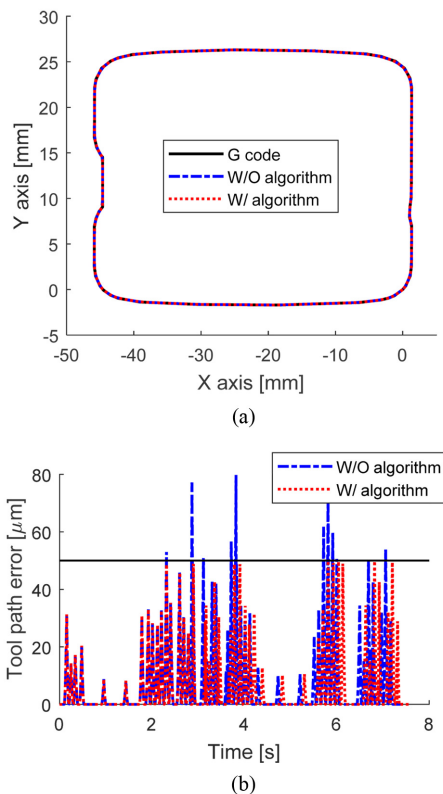 30
25
20
15
10
5
0
-5
Y axis [mm]
G code
W/O algorithm
W/ algorithm
-50 -40 -30 -20 -10 0
X axis [mm]
(a)
80
60
40
20
0
Tool path error [μm]
W/O algorithm
W/ algorithm
0 2 4 6 8
Time [s]
(b)